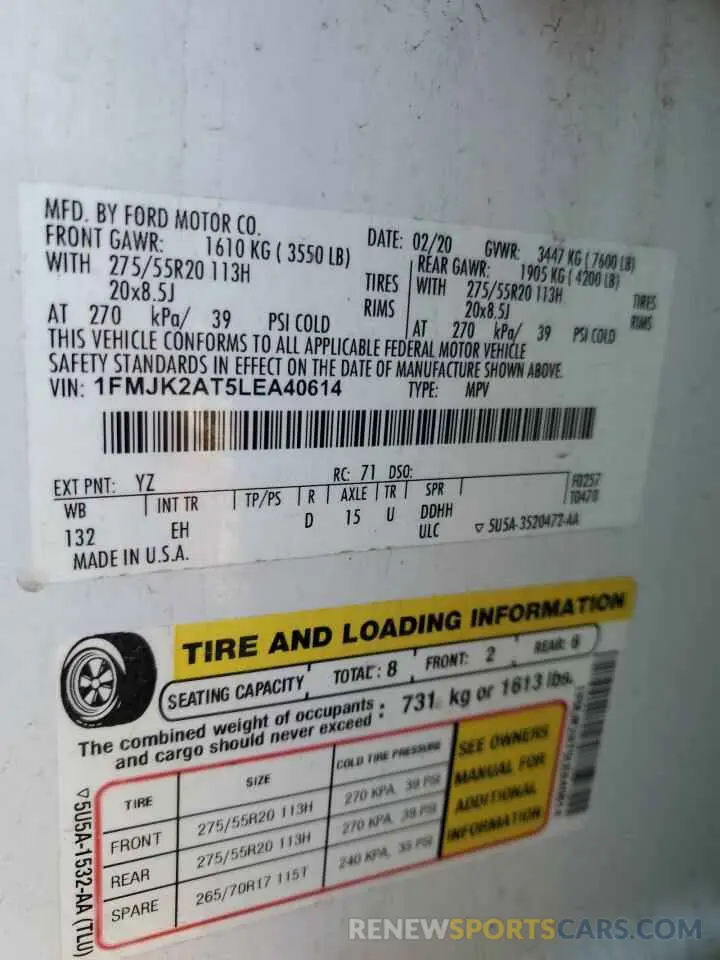 MFD. BY FORD MOTOR CO.
DATE: 02/20 GVWR: 3447 KG ( 7600 LB)
FRONT GAWR: 1610 KG ( 3550 LB)
REAR GAWR: 1905 KG ( 4200 LB)
WITH 275/55R20 113H TIRES
WITH 275/55R20 113H TIRES
20x8.5J RIMS
20x8.5J RIMS
AT 270 kPa/ 39 PSI COLD
AT 270 kPa/ 39 PSI COLD
THIS VEHICLE CONFORMS TO ALL APPLICABLE FEDERAL MOTOR VEHICLE
SAFETY STANDARDS IN EFFECT ON THE DATE OF MANUFACTURE SHOWN ABOVE.
VIN: 1FMJK2AT5LEA40614 TYPE: MPV
EXT PNT: YZ RC: 71 DSO: F0257
WB INT TR TP/PS R AXLE TR SPR T0470
132 EH D 15 U DDHH
ULC 5U5A-3520472-AA
MADE IN U.S.A.
TIRE AND LOADING INFORMATION
SEATING CAPACITY TOTAL: 8 FRONT: 2 REAR: 6
The combined weight of occupants
and cargo should never exceed : 731 kg or 1613 lbs.
TIRE SIZE COLD TIRE PRESSURE
FRONT 275/55R20 113H 270 KPA, 39 PSI
REAR 275/55R20 113H 270 KPA, 39 PSI
SPARE 265/70R17 115T 240 KPA, 35 PSI
SEE OWNERS
MANUAL FOR
ADDITIONAL
INFORMATION
5U5A-1532-AA (TLU)
RENEWSPORTSCARS.COM